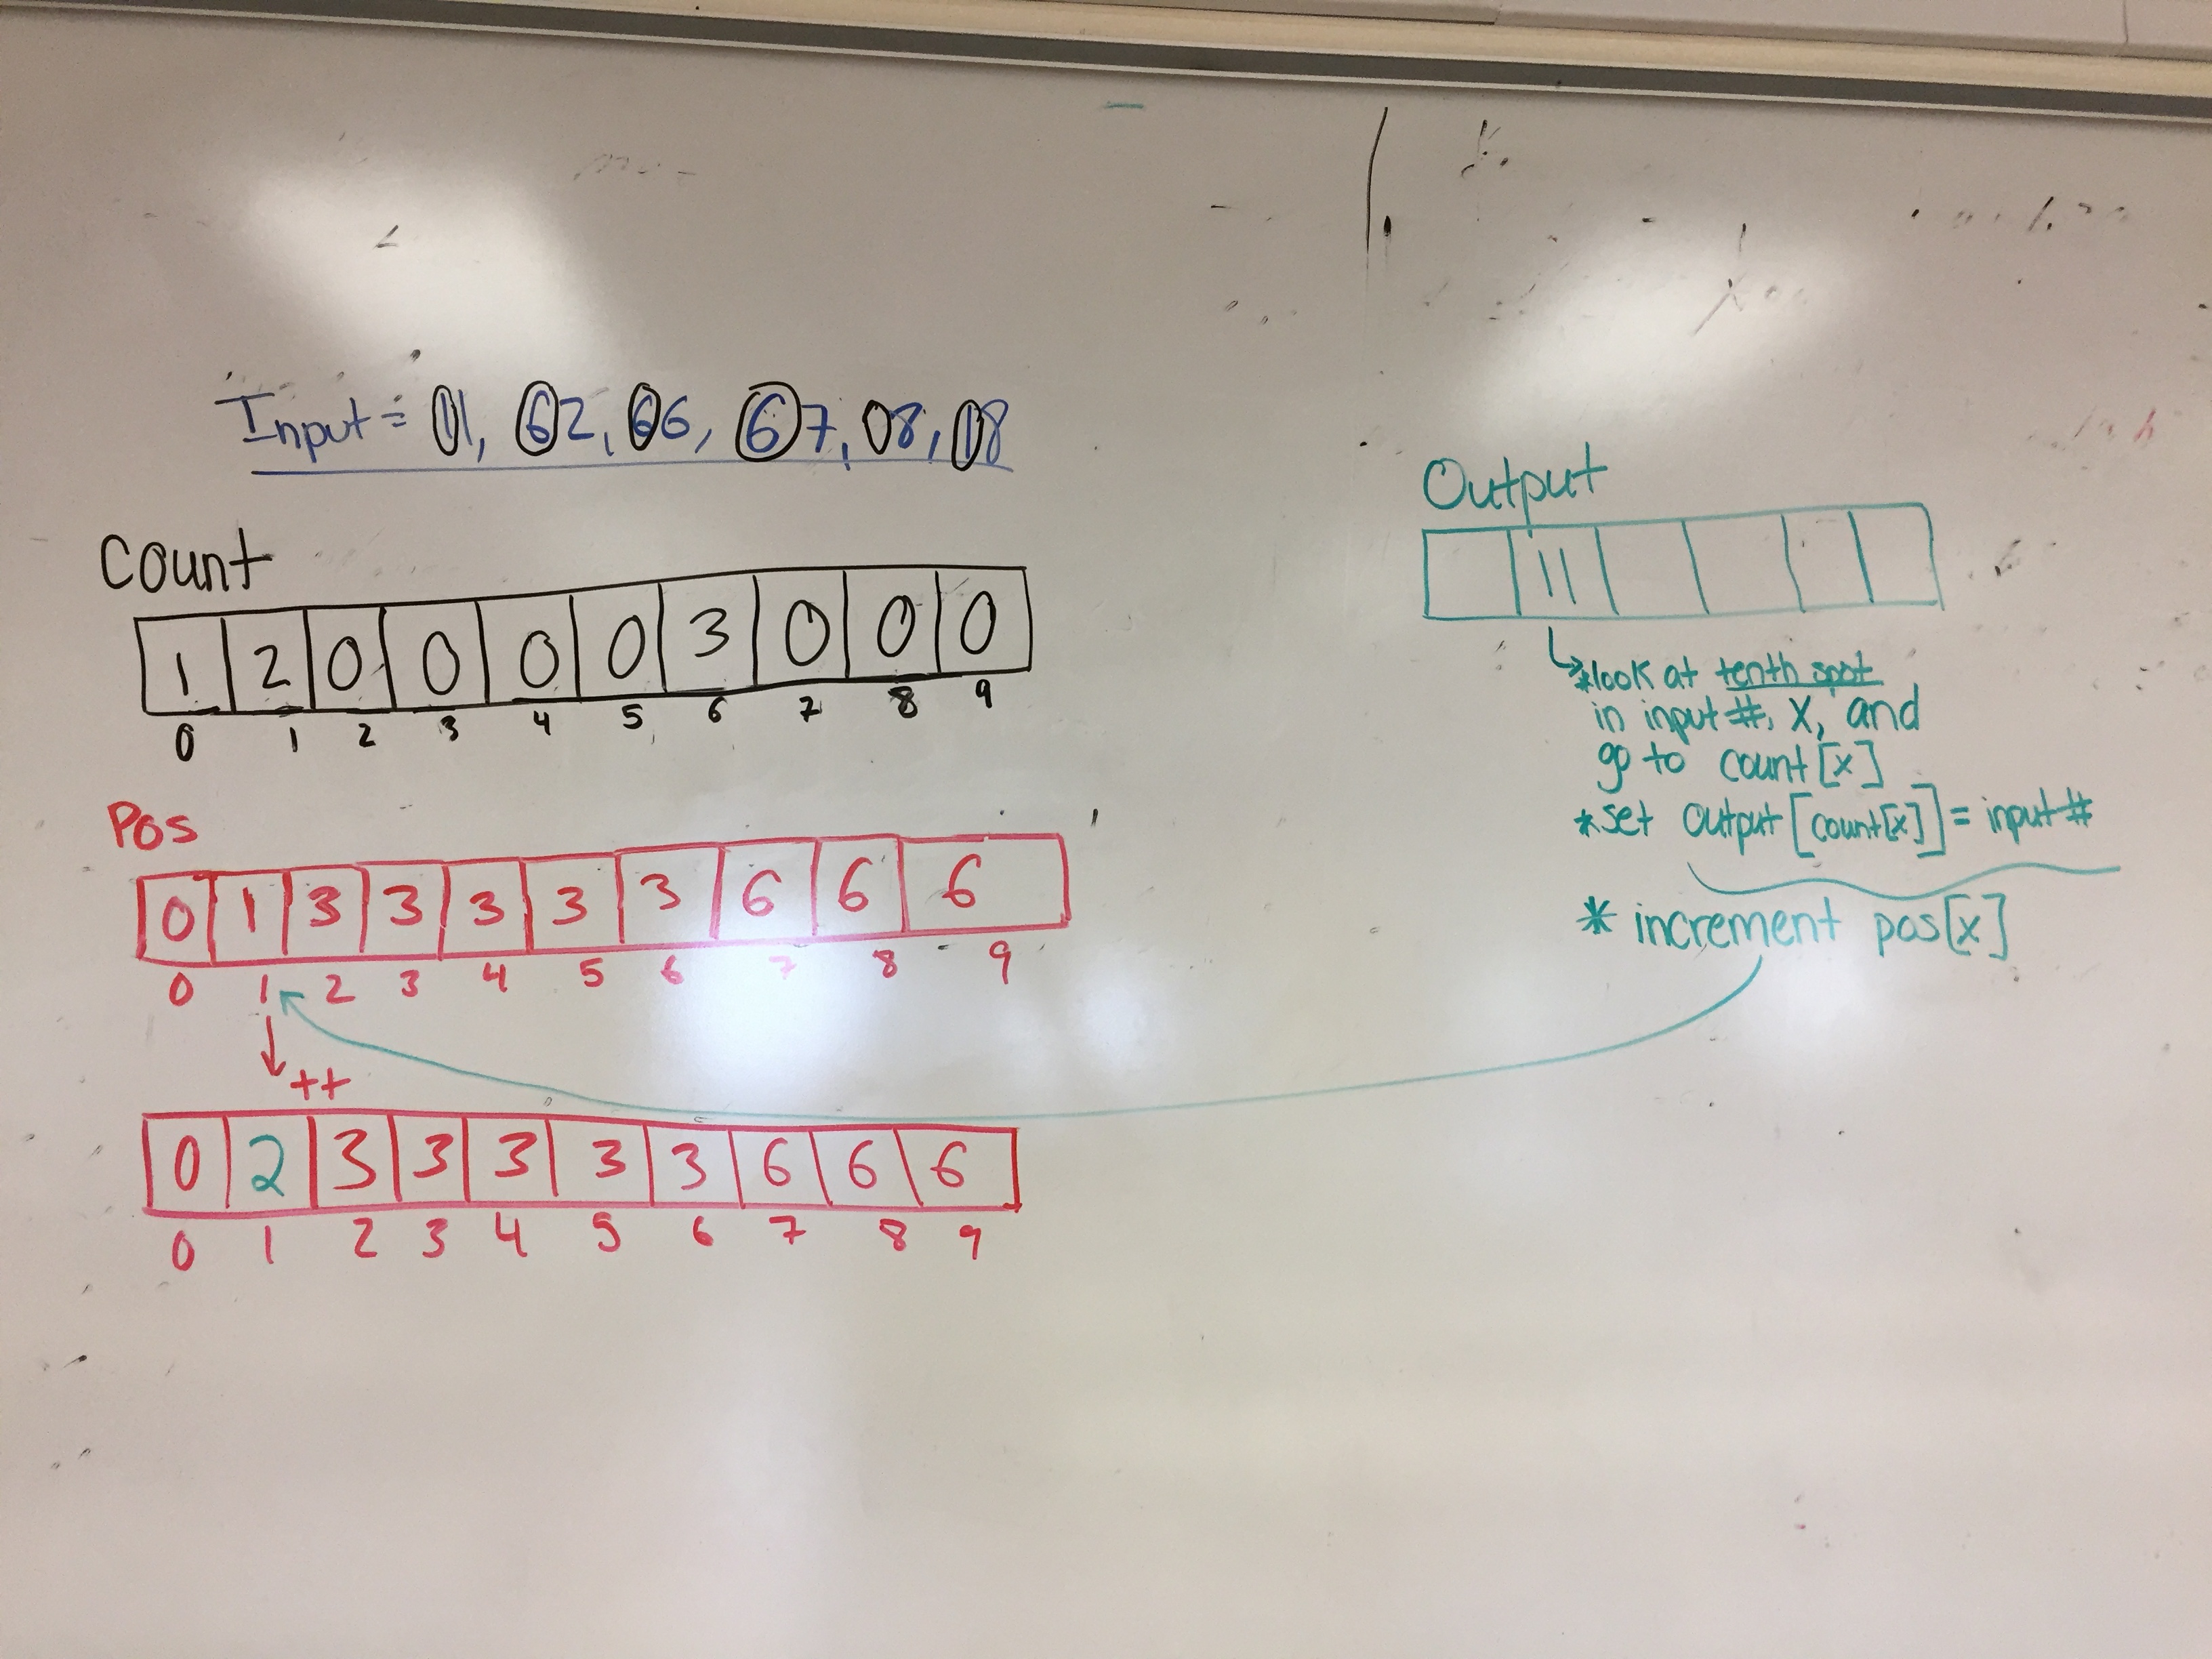 Input = 11, 62, 66, 67, 08, 18
Count
1 2 0 0 0 0 3 0 0 0
0 1 2 3 4 5 6 7 8 9
Pos
0 1 3 3 3 3 3 6 6 6
0 1 2 3 4 5 6 7 8 9
++
0 2 3 3 3 3 3 6 6 6
0 1 2 3 4 5 6 7 8 9
Output
11
*look at tenth spot
in input #, x, and
go to count[x]
*set output[count[x]] = input #
* increment pos[x]